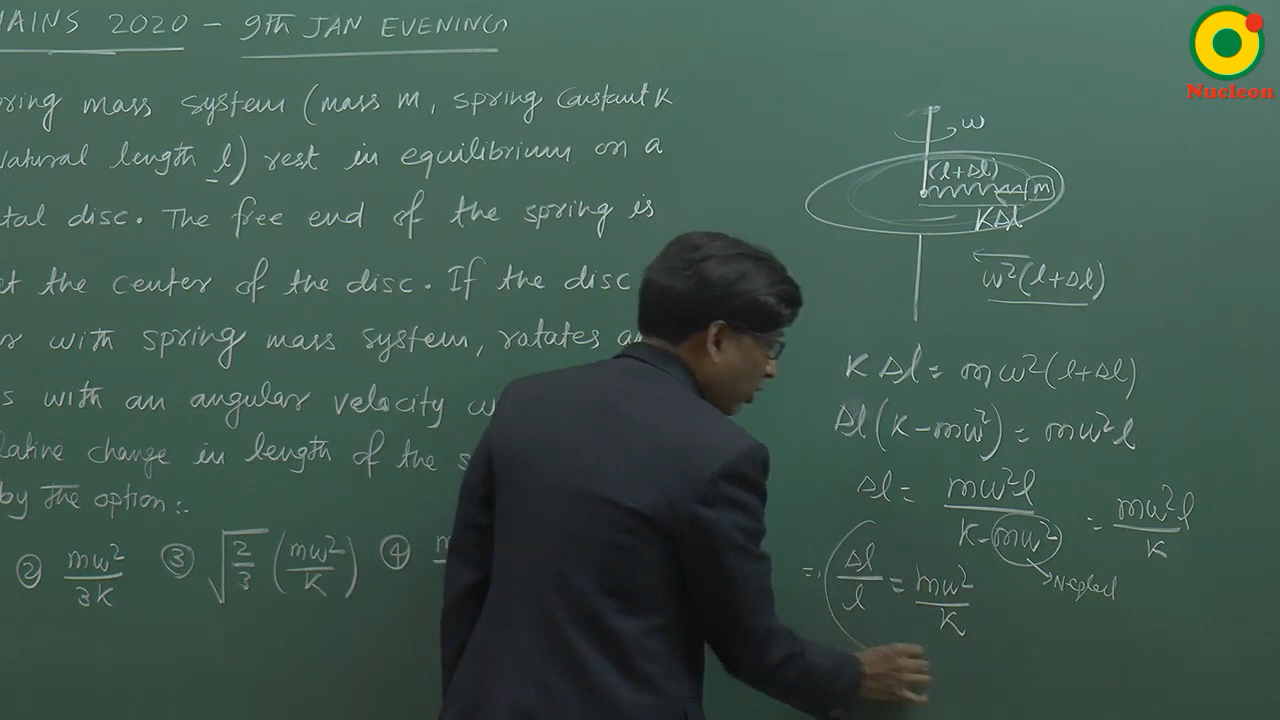 MAINS 2020 - 9th JAN EVENING
ring mass system (mass m, spring constant K
Natural length l) rest in equilibrium on a
tal disc. The free end of the spring is
at the center of the disc. If the disc
with spring mass system, rotates
with an angular velocity ω
lative change in length of the
by the option:.
② mω²/3K ③ √(2/3) (mω²/K) ④ m
Nucleon
ω
(l+Δl)
m
KΔl
ω²(l+Δl)
K Δl = mω²(l+Δl)
Δl(K-mω²) = mω²l
Δl = mω²l/(K-mω²) = mω²l/K
Neglect
=> Δl/l = mω²/K